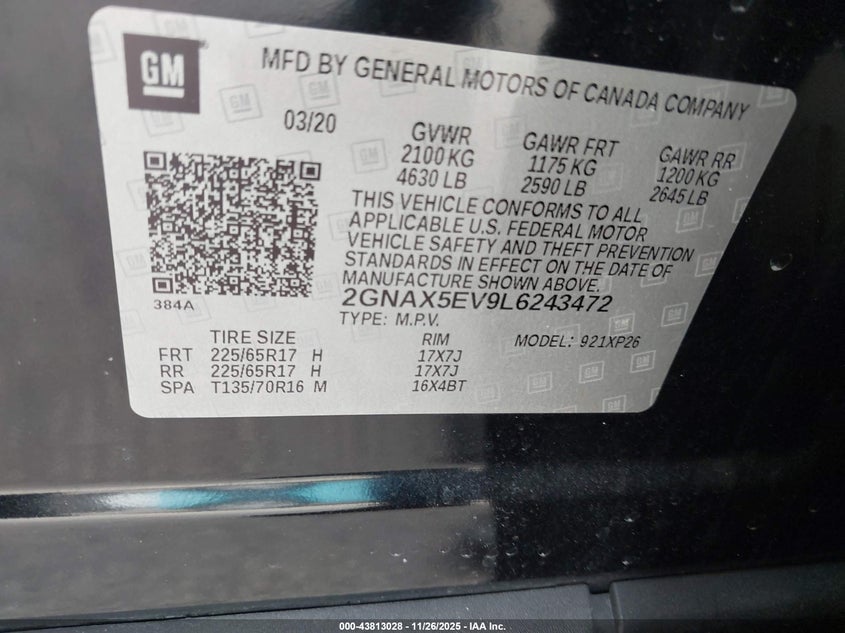 GM
MFD BY GENERAL MOTORS OF CANADA COMPANY
03/20
GVWR
2100 KG
4630 LB
GAWR FRT
1175 KG
2590 LB
GAWR RR
1200 KG
2645 LB
THIS VEHICLE CONFORMS TO ALL
APPLICABLE U.S. FEDERAL MOTOR
VEHICLE SAFETY AND THEFT PREVENTION
STANDARDS IN EFFECT ON THE DATE OF
MANUFACTURE SHOWN ABOVE.
384A
2GNAX5EV9L6243472
TYPE: M.P.V.
TIRE SIZE RIM MODEL: 921XP26
FRT 225/65R17 H 17X7J
RR 225/65R17 H 17X7J
SPA T135/70R16 M 16X4BT
000-43813028 - 11/26/2025 - IAA Inc.